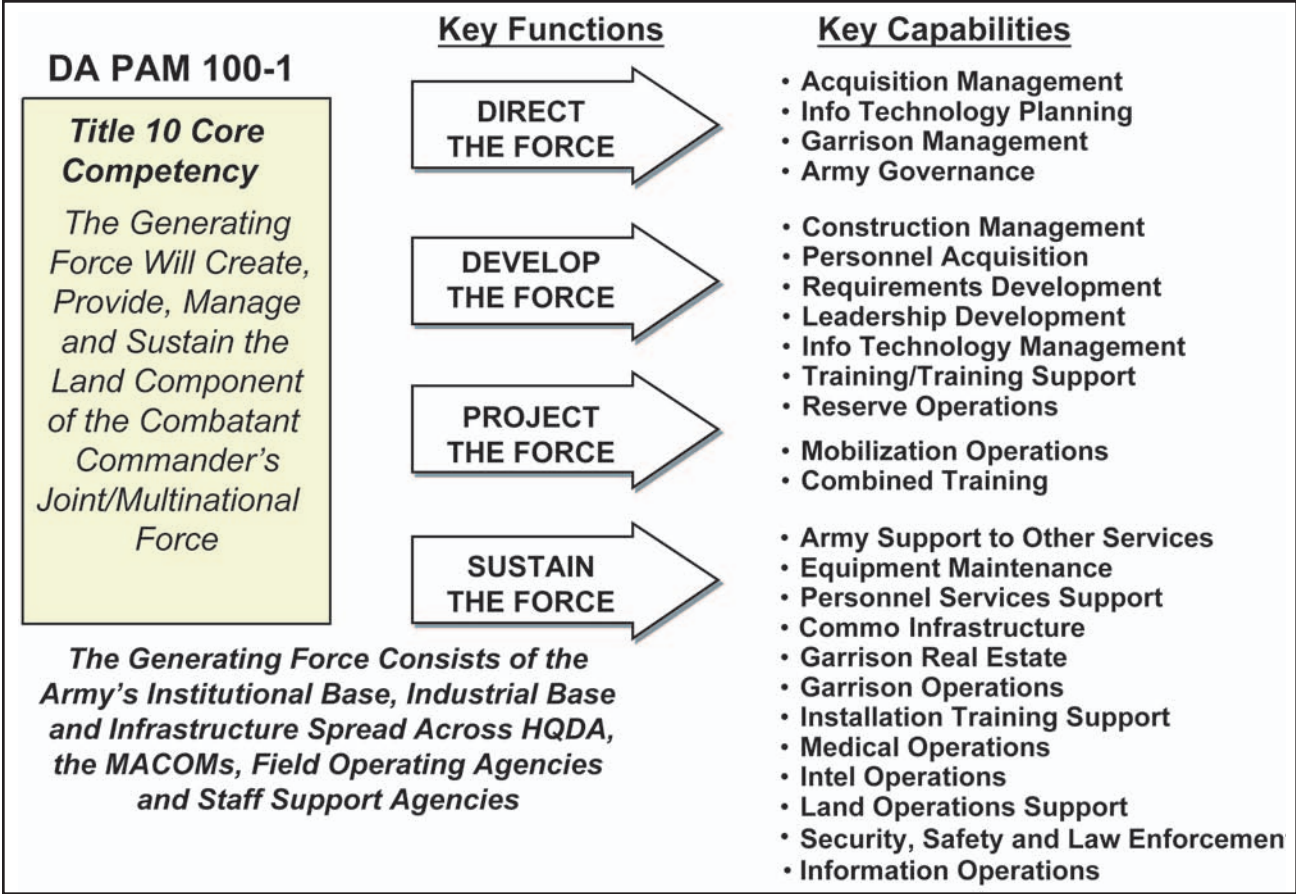 DA PAM 100-1
Title 10 Core
Competency
The Generating
Force Will Create,
Provide, Manage
and Sustain the
Land Component
of the Combatant
Commander's
Joint/Multinational
Force
The Generating Force Consists of the
Army's Institutional Base, Industrial Base
and Infrastructure Spread Across HQDA,
the MACOMs, Field Operating Agencies
and Staff Support Agencies
Key Functions
DIRECT
THE FORCE
DEVELOP
THE FORCE
PROJECT
THE FORCE
SUSTAIN
THE FORCE
Key Capabilities
• Acquisition Management
• Info Technology Planning
• Garrison Management
• Army Governance
• Construction Management
• Personnel Acquisition
• Requirements Development
• Leadership Development
• Info Technology Management
• Training/Training Support
• Reserve Operations
• Mobilization Operations
• Combined Training
• Army Support to Other Services
• Equipment Maintenance
• Personnel Services Support
• Commo Infrastructure
• Garrison Real Estate
• Garrison Operations
• Installation Training Support
• Medical Operations
• Intel Operations
• Land Operations Support
• Security, Safety and Law Enforcemen
• Information Operations